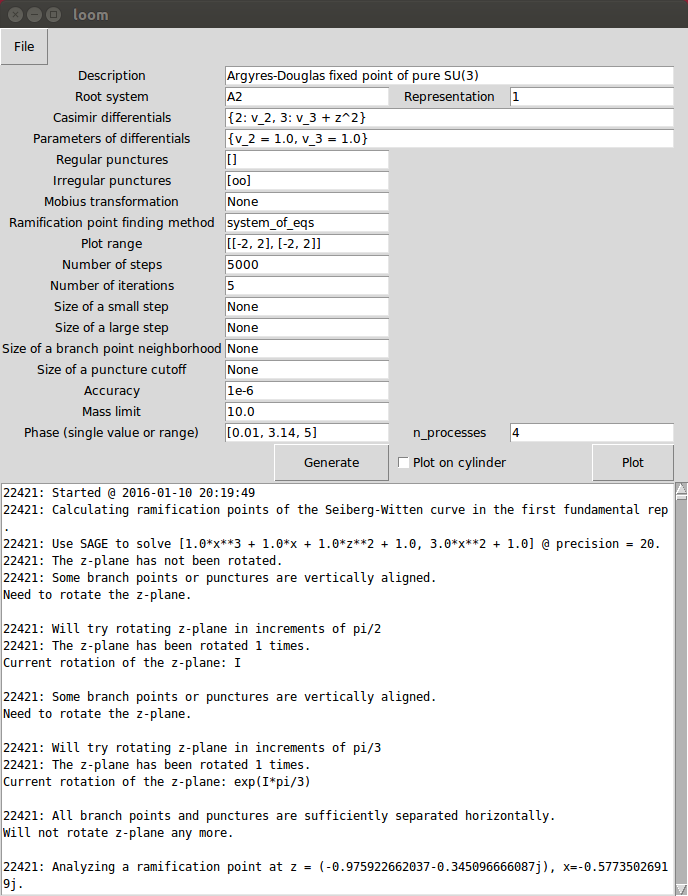 loom
File
Description Argyres-Douglas fixed point of pure SU(3)
Root system A2 Representation 1
Casimir differentials {2: v_2, 3: v_3 + z^2}
Parameters of differentials {v_2 = 1.0, v_3 = 1.0}
Regular punctures []
Irregular punctures [oo]
Mobius transformation None
Ramification point finding method system_of_eqs
Plot range [[-2, 2], [-2, 2]]
Number of steps 5000
Number of iterations 5
Size of a small step None
Size of a large step None
Size of a branch point neighborhood None
Size of a puncture cutoff None
Accuracy 1e-6
Mass limit 10.0
Phase (single value or range) [0.01, 3.14, 5] n_processes 4
Generate Plot on cylinder Plot
22421: Started @ 2016-01-10 20:19:49
22421: Calculating ramification points of the Seiberg-Witten curve in the first fundamental rep
.
22421: Use SAGE to solve [1.0*x**3 + 1.0*x + 1.0*z**2 + 1.0, 3.0*x**2 + 1.0] @ precision = 20.
22421: The z-plane has not been rotated.
22421: Some branch points or punctures are vertically aligned.
Need to rotate the z-plane.
22421: Will try rotating z-plane in increments of pi/2
22421: The z-plane has been rotated 1 times.
Current rotation of the z-plane: I
22421: Some branch points or punctures are vertically aligned.
Need to rotate the z-plane.
22421: Will try rotating z-plane in increments of pi/3
22421: The z-plane has been rotated 1 times.
Current rotation of the z-plane: exp(I*pi/3)
22421: All branch points and punctures are sufficiently separated horizontally.
Will not rotate z-plane any more.
22421: Analyzing a ramification point at z = (-0.975922662037-0.345096666087j), x=-0.5773502691
9j.